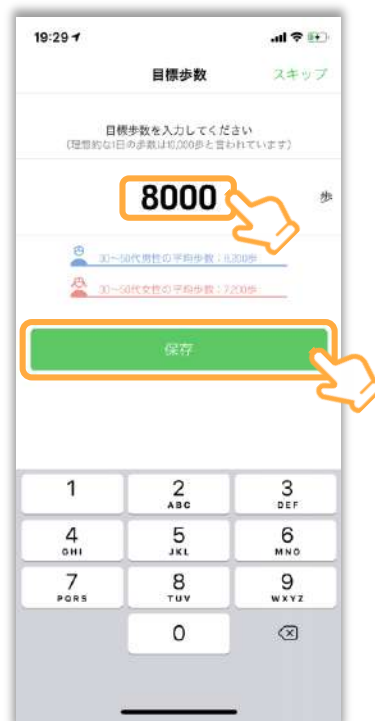 19:29
目標歩数
スキップ
目標歩数を入力してください
(理想的な1日の歩数は10,000歩と言われています)
8000
歩
30〜50代男性の平均歩数:8,200歩
30〜50代女性の平均歩数:7,200歩
保存
1
2
ABC
3
DEF
4
GHI
5
JKL
6
MNO
7
PQRS
8
TUV
9
WXYZ
0